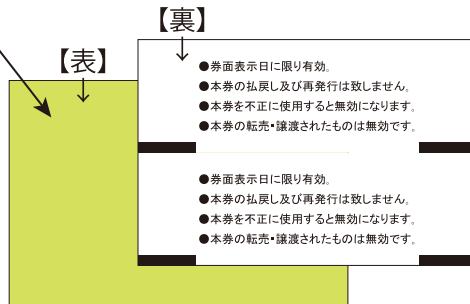 【裏】
【表】
●券面表示日に限り有効。
●本券の払戻し及び再発行は致しません。
●本券を不正に使用すると無効になります。
●本券の転売・譲渡されたものは無効です。
●券面表示日に限り有効。
●本券の払戻し及び再発行は致しません。
●本券を不正に使用すると無効になります。
●本券の転売・譲渡されたものは無効です。